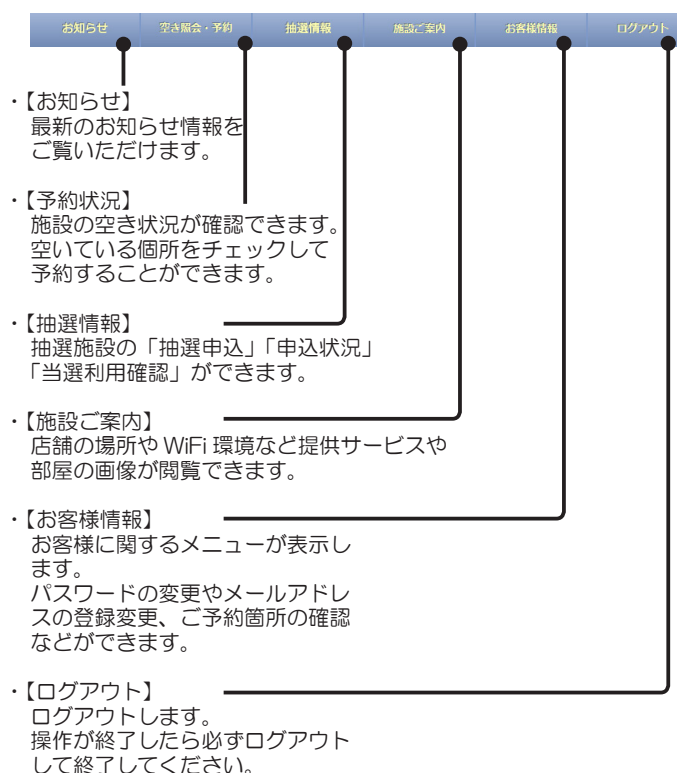 お知らせ 空き照会・予約 抽選情報 施設ご案内 お客様情報 ログアウト
・【お知らせ】
最新のお知らせ情報を
ご覧いただけます。
・【予約状況】
施設の空き状況が確認できます。
空いている個所をチェックして
予約することができます。
・【抽選情報】
抽選施設の「抽選申込」「申込状況」
「当選利用確認」ができます。
・【施設ご案内】
店舗の場所や WiFi 環境など提供サービスや
部屋の画像が閲覧できます。
・【お客様情報】
お客様に関するメニューが表示し
ます。
パスワードの変更やメールアドレ
スの登録変更、ご予約箇所の確認
などができます。
・【ログアウト】
ログアウトします。
操作が終了したら必ずログアウト
して終了してください。